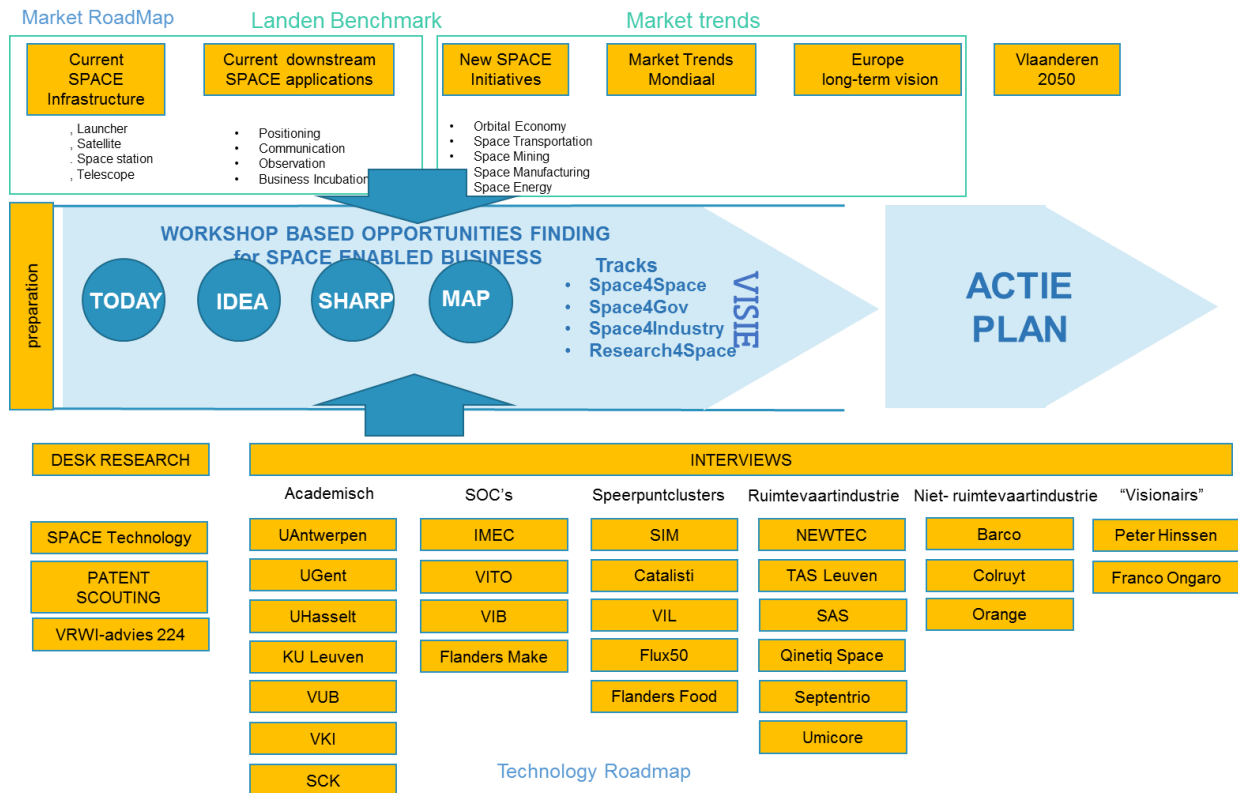 Market RoadMap
Landen Benchmark
Market trends
Current
SPACE
Infrastructure
Current downstream
SPACE applications
New SPACE
Initiatives
Market Trends
Mondiaal
Europe
long-term vision
Vlaanderen
2050
, Launcher
, Satellite
. Space station
, Telescope
• Positioning
• Communication
• Observation
• Business Incubation
• Orbital Economy
• Space Transportation
• Space Mining
Space Manufacturing
Space Energy
preparation
WORKSHOP BASED OPPORTUNITIES FINDING
for SPACE ENABLED BUSINESS
TODAY
IDEA
SHARP
MAP
Tracks
• Space4Space
• Space4Gov
• Space4Industry
• Research4Space
VISIE
ACTIE
PLAN
DESK RESEARCH
SPACE Technology
PATENT
SCOUTING
VRWI-advies 224
INTERVIEWS
Academisch
UAntwerpen
UGent
UHasselt
KU Leuven
VUB
VKI
SCK
SOC's
IMEC
VITO
VIB
Flanders Make
Speerpuntclusters
SIM
Catalisti
VIL
Flux50
Flanders Food
Ruimtevaartindustrie
NEWTEC
TAS Leuven
SAS
Qinetiq Space
Septentrio
Umicore
Niet- ruimtevaartindustrie
Barco
Colruyt
Orange
“Visionairs”
Peter Hinssen
Franco Ongaro
Technology Roadmap